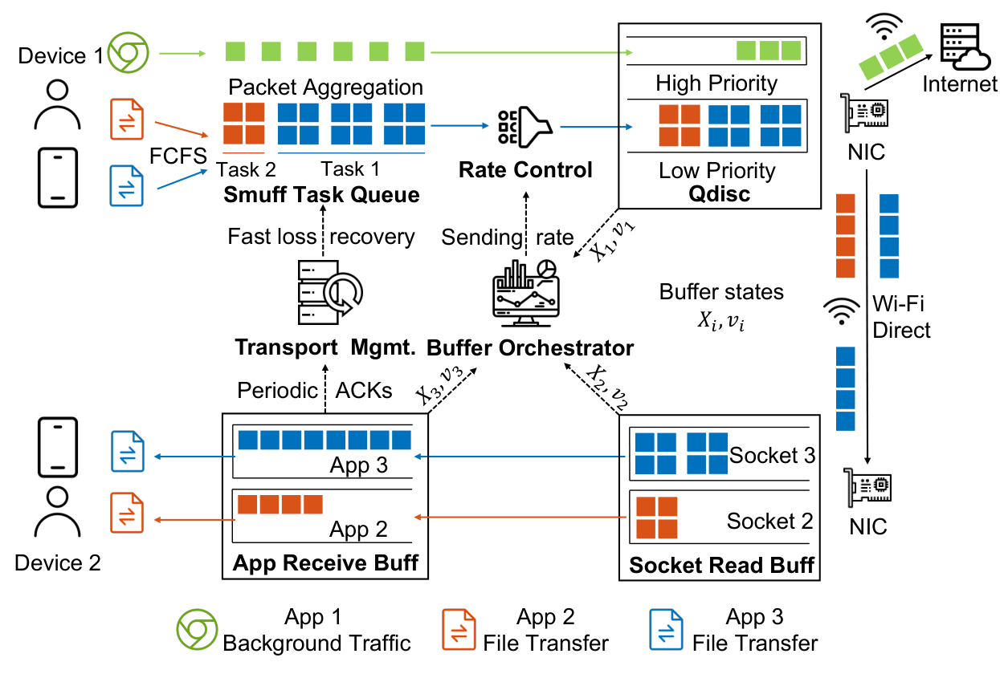 Device 1
Packet Aggregation
FCFS
Task 2
Task 1
Smuff Task Queue
Rate Control
High Priority
Low Priority
Qdisc
Internet
NIC
Fast loss recovery
Sending rate
X₁, v₁
Buffer states
Xᵢ, vᵢ
Wi-Fi
Direct
Transport Mgmt.
Buffer Orchestrator
Periodic ACKs
X₃, v₃
X₂, v₂
App 3
App 2
App Receive Buff
Socket 3
Socket 2
Socket Read Buff
NIC
Device 2
App 1
Background Traffic
App 2
File Transfer
App 3
File Transfer